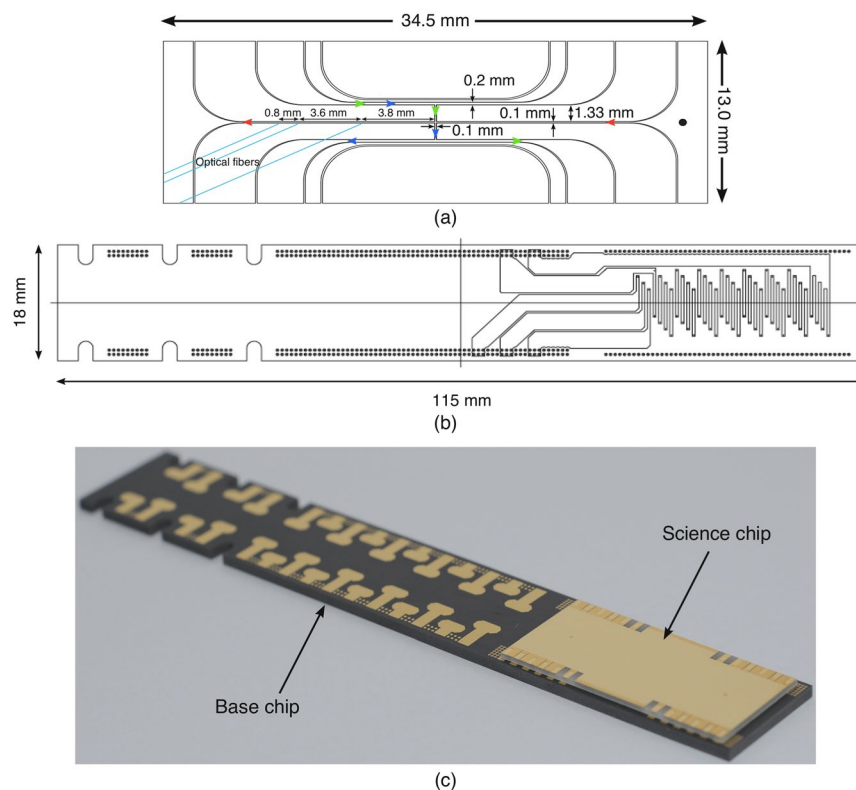 34.5 mm
0.2 mm
0.8 mm 3.6 mm 3.8 mm 0.1 mm 1.33 mm
0.1 mm
Optical fibers
13.0 mm
(a)
18 mm
115 mm
(b)
Science chip
Base chip
(c)